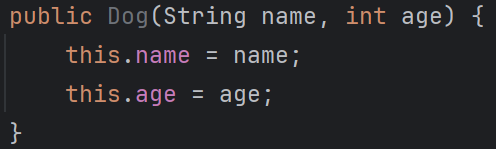 public Dog(String name, int age) {
    this.name = name;
    this.age = age;
}